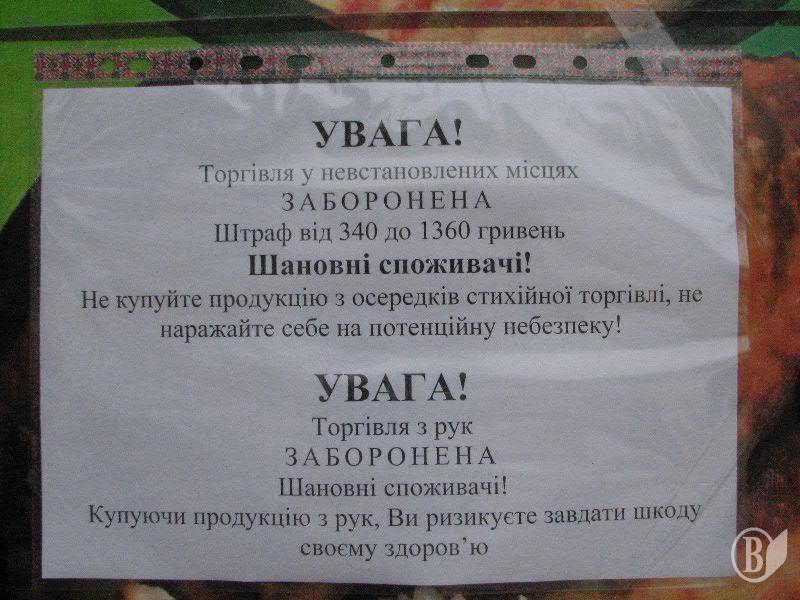 УВАГА!
Торгівля у невстановлених місцях
ЗАБОРОНЕНА
Штраф від 340 до 1360 гривень
Шановні споживачі!
Не купуйте продукцію з осередків стихійної торгівлі, не
наражайте себе на потенційну небезпеку!
УВАГА!
Торгівля з рук
ЗАБОРОНЕНА
Шановні споживачі!
Купуючи продукцію з рук, Ви ризикуєте завдати шкоду
своєму здоров’ю
В